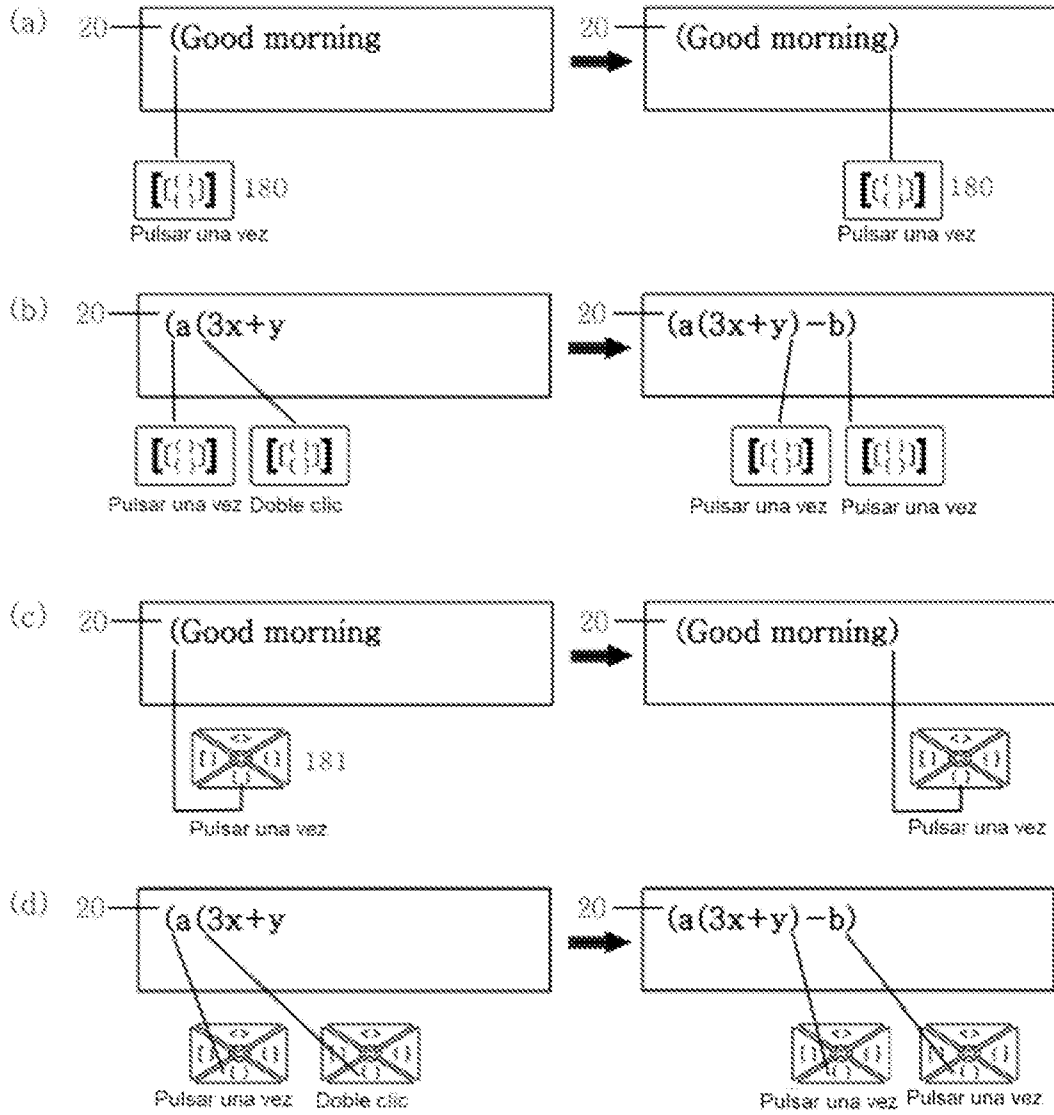 (a) 20 (Good morning 20 (Good morning)
[({ })] 180 [({ })] 180
Pulsar una vez Pulsar una vez
(b) 20 (a(3x+y 20 (a(3x+y)-b)
[({ })] [({ })] [({ })] [({ })]
Pulsar una vez Doble clic Pulsar una vez Pulsar una vez
(c) 20 (Good morning 20 (Good morning)
<> <>
181
( ) ( )
Pulsar una vez Pulsar una vez
(d) 20 (a(3x+y 20 (a(3x+y)-b)
<> <> <> <>
( ) ( ) ( ) ( )
Pulsar una vez Doble clic Pulsar una vez Pulsar una vez